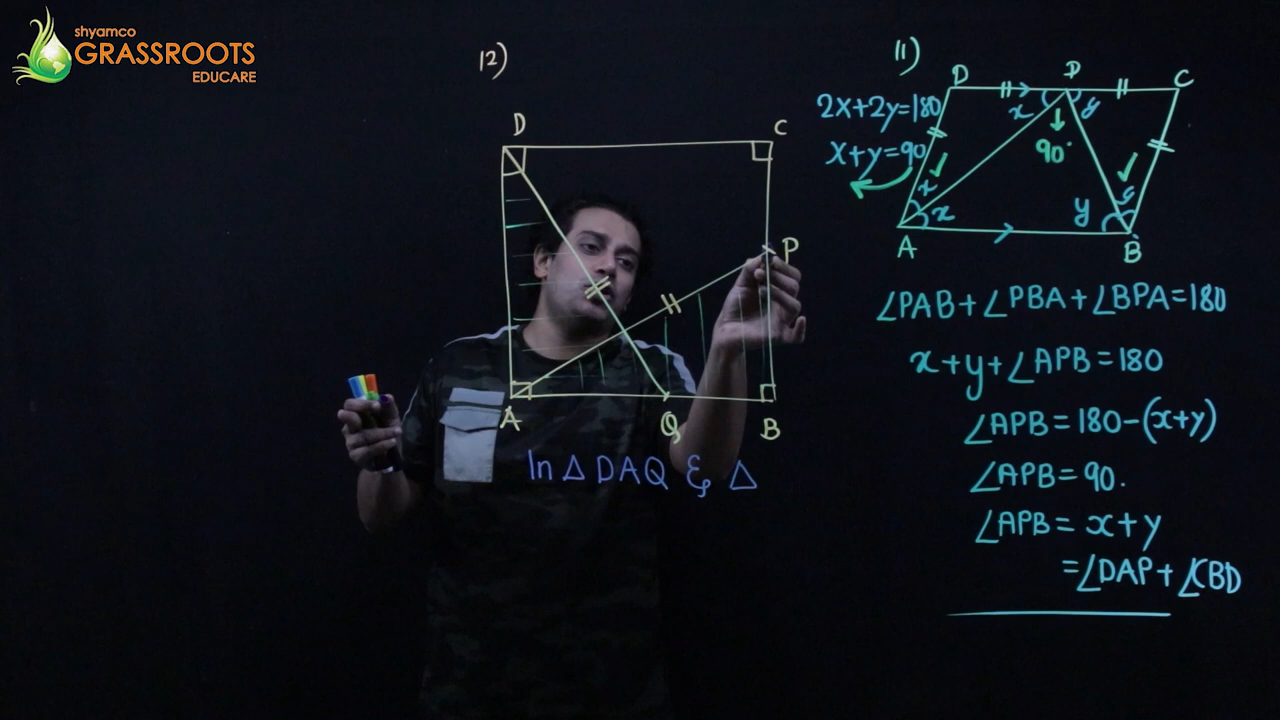 shyamco
GRASSROOTS
EDUCARE
12)
D
C
P
A
Q
B
In △ DAQ & △
11)
D
P
C
2x+2y=180
x
y
x+y=90
90°
x
y
x
y
A
B
∠PAB+∠PBA+∠BPA=180
x+y+∠APB=180
∠APB=180-(x+y)
∠APB=90.
∠APB= x+y
=∠DAP+∠CBD